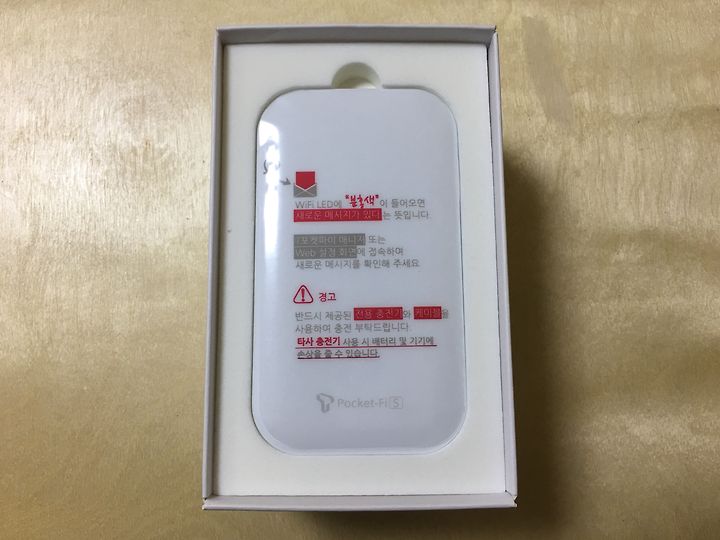 WiFi LED에 "분홍색"이 들어오면
새로운 메시지가 있다는 뜻입니다.
T포켓파이 매니저 또는
Web 설정 화면에 접속하며
새로운 메시지를 확인해 주세요
경고
반드시 제공된 전용 충전기와 케이블을
사용하여 충전 부탁드립니다.
타사 충전기 사용 시 배터리 및 기기에
손상을 줄 수 있습니다.
Pocket-Fi S